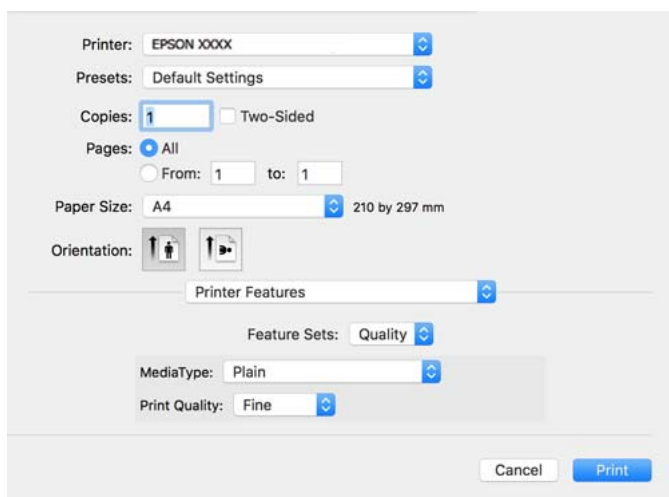 Printer: EPSON XXXX
Presets: Default Settings
Copies: 1 Two-Sided
Pages: All
From: 1 to: 1
Paper Size: A4 210 by 297 mm
Orientation:
Printer Features
Feature Sets: Quality
MediaType: Plain
Print Quality: Fine
Cancel Print